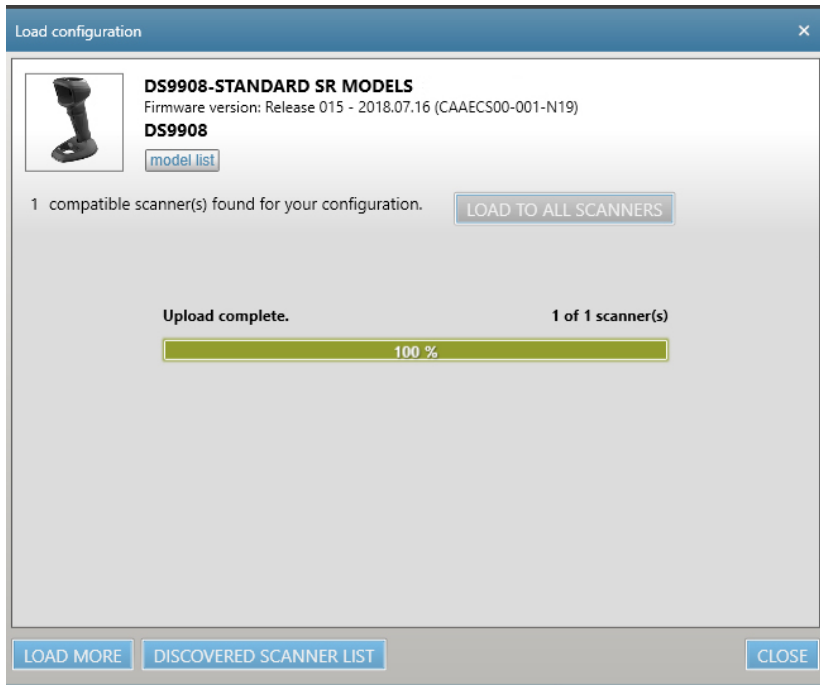 Load configuration
DS9908-STANDARD SR MODELS
Firmware version: Release 015 - 2018.07.16 (CAAECS00-001-N19)
DS9908
model list
1 compatible scanner(s) found for your configuration. LOAD TO ALL SCANNERS
Upload complete. 1 of 1 scanner(s)
100 %
LOAD MORE DISCOVERED SCANNER LIST CLOSE